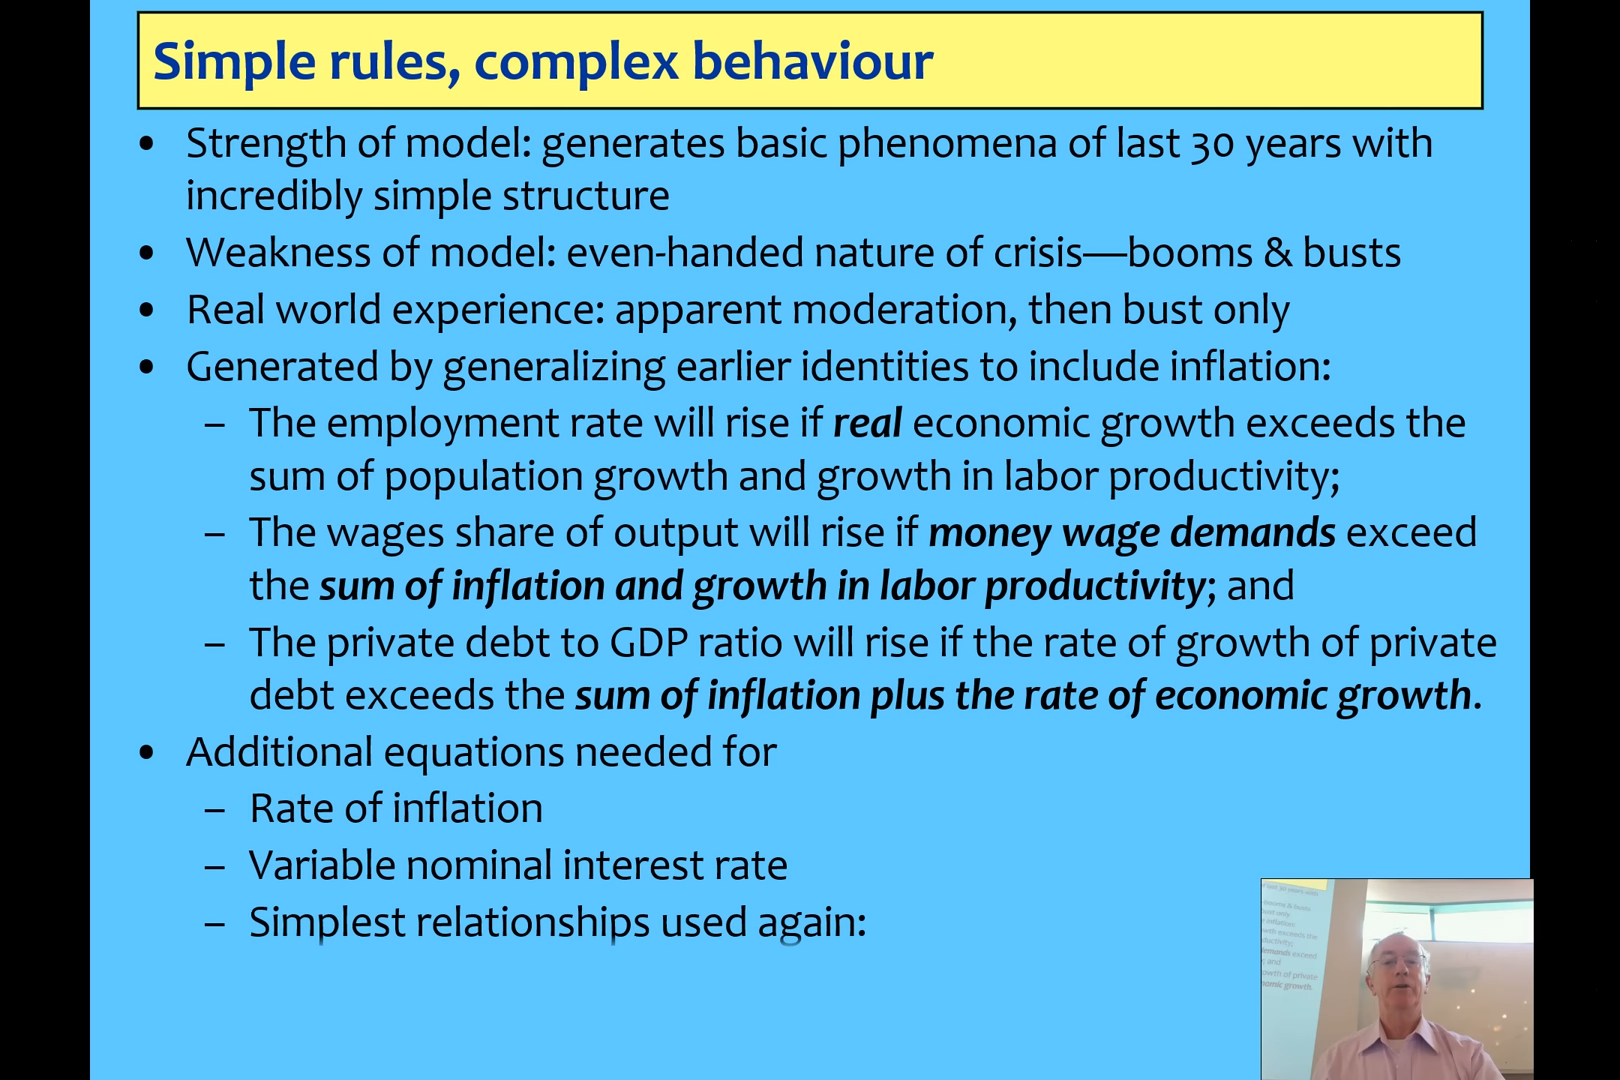 Simple rules, complex behaviour
• Strength of model: generates basic phenomena of last 30 years with
incredibly simple structure
• Weakness of model: even-handed nature of crisis—booms & busts
• Real world experience: apparent moderation, then bust only
• Generated by generalizing earlier identities to include inflation:
– The employment rate will rise if real economic growth exceeds the
sum of population growth and growth in labor productivity;
– The wages share of output will rise if money wage demands exceed
the sum of inflation and growth in labor productivity; and
– The private debt to GDP ratio will rise if the rate of growth of private
debt exceeds the sum of inflation plus the rate of economic growth.
• Additional equations needed for
– Rate of inflation
– Variable nominal interest rate
– Simplest relationships used again: